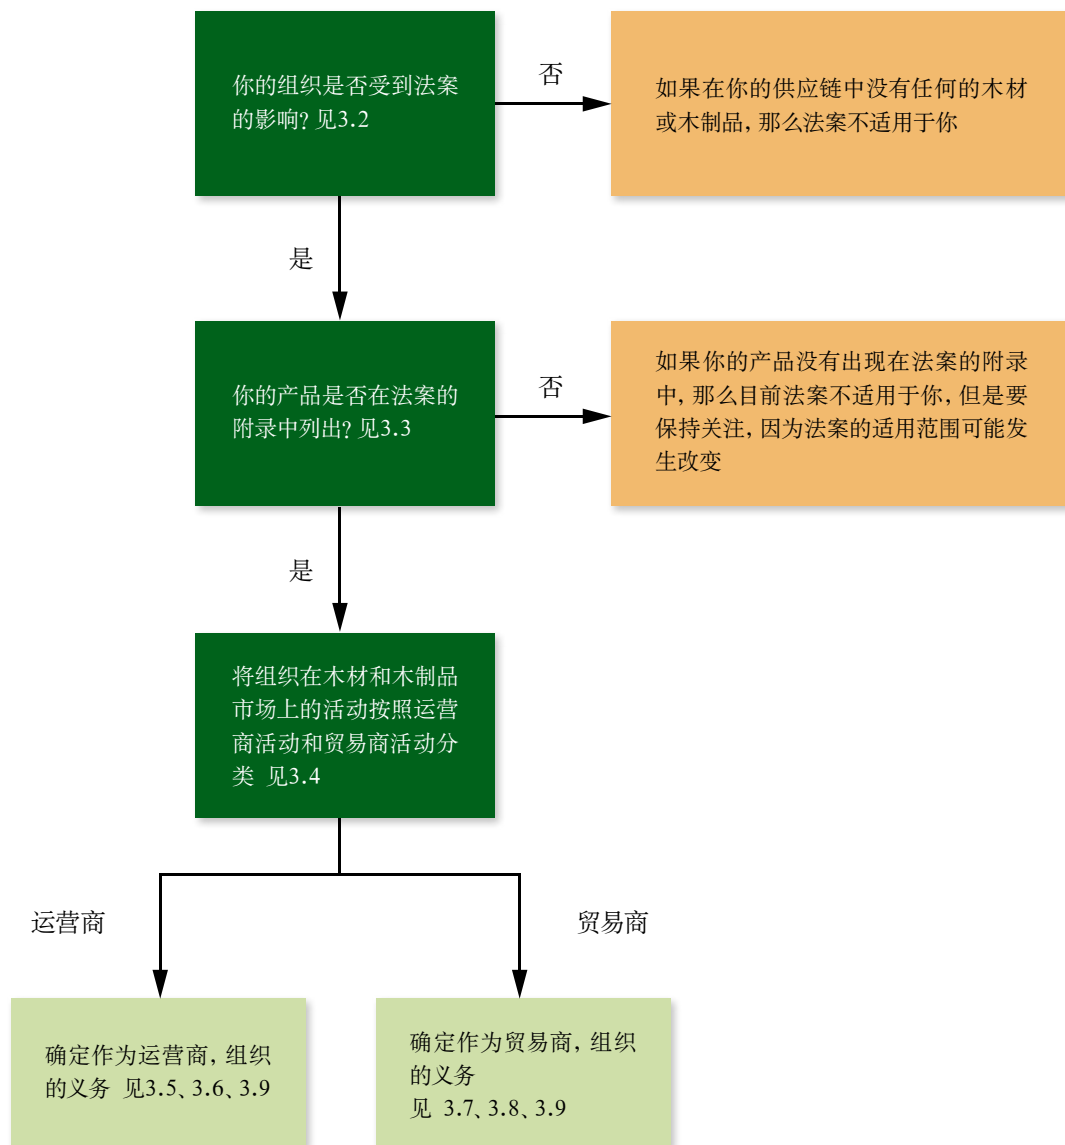 你的组织是否受到法案
的影响? 见3.2
否
如果在你的供应链中没有任何的木材
或木制品, 那么法案不适用于你
是
你的产品是否在法案的
附录中列出? 见3.3
否
如果你的产品没有出现在法案的附录
中, 那么目前法案不适用于你, 但是要
保持关注, 因为法案的适用范围可能发
生改变
是
将组织在木材和木制品
市场上的活动按照运营
商活动和贸易商活动分
类 见3.4
运营商
贸易商
确定作为运营商, 组织
的义务 见3.5、3.6、3.9
确定作为贸易商, 组织
的义务
见 3.7、3.8、3.9